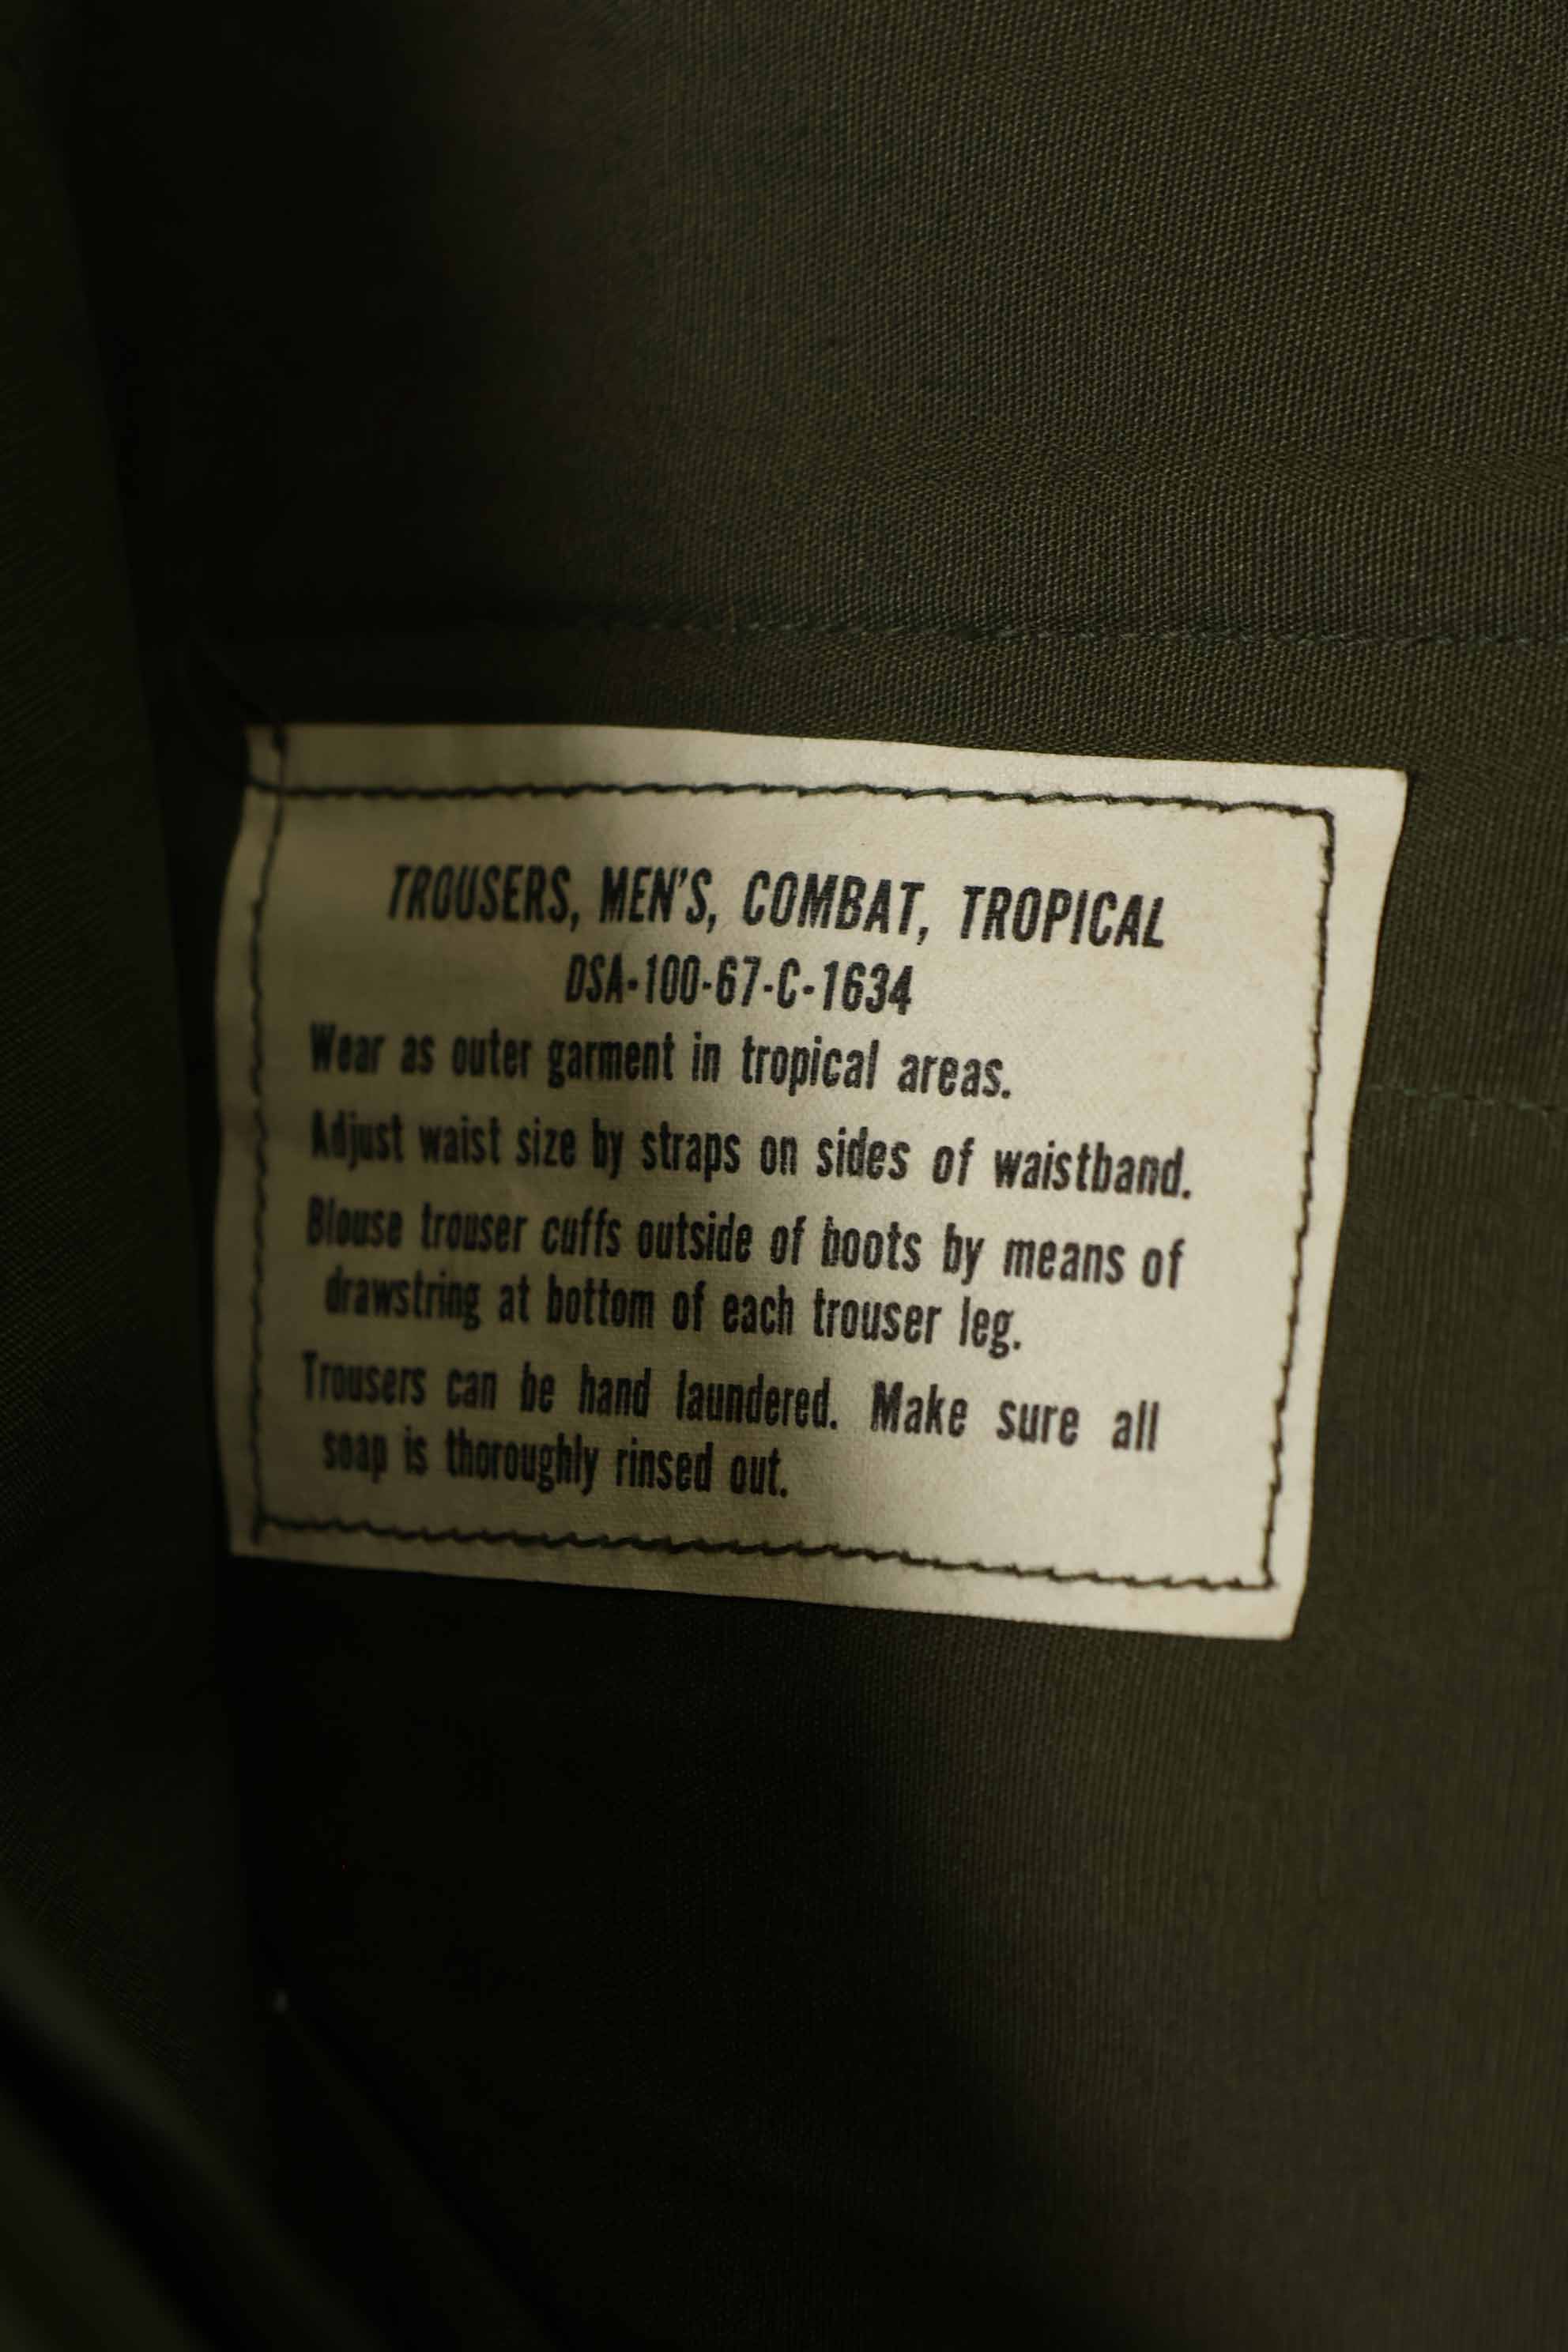 TROUSERS, MEN'S, COMBAT, TROPICAL
DSA-100-67-C-1634
Wear as outer garment in tropical areas.
Adjust waist size by straps on sides of waistband.
Blouse trouser cuffs outside of boots by means of
drawstring at bottom of each trouser leg.
Trousers can be hand laundered. Make sure all
soap is thoroughly rinsed out.